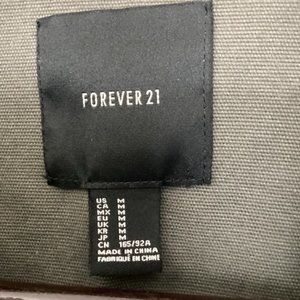 FOREVER 21
US M
CA M
MX M
EU M
UK M
KR M
JP M
CN 165/92A
MADE IN CHINA
FABRIQUÉ EN CHINE